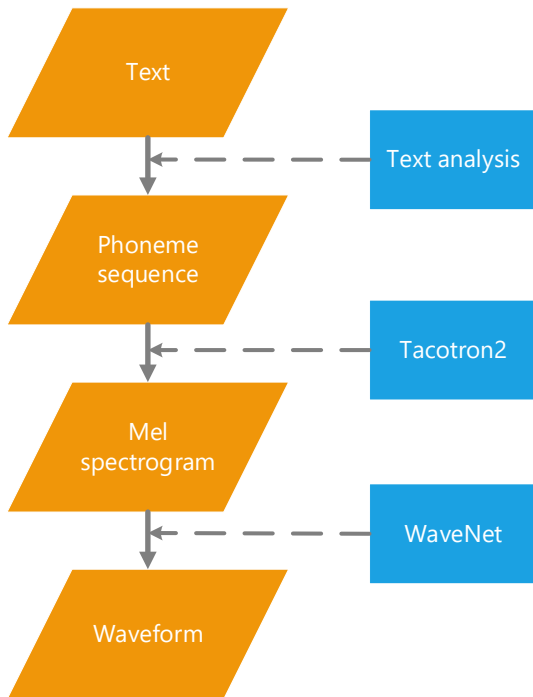 Text
Text analysis
Phoneme
sequence
Tacotron2
Mel
spectrogram
WaveNet
Waveform